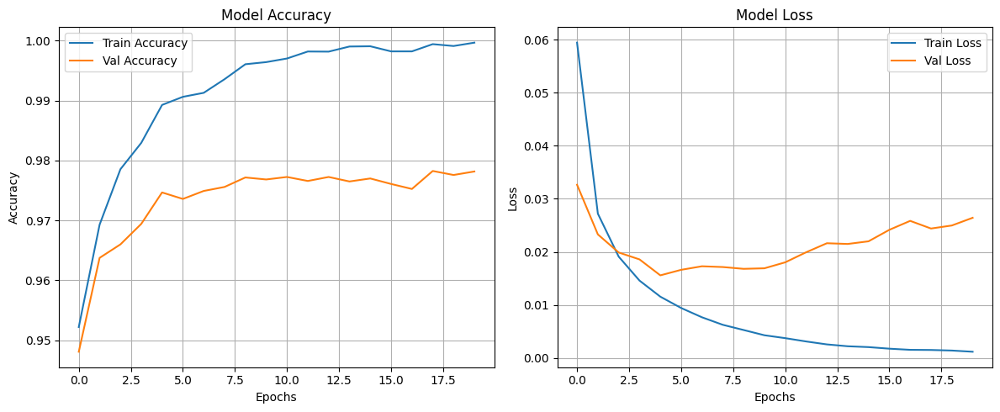 Model Accuracy
Train Accuracy
Val Accuracy
1.00
0.99
0.98
0.97
0.96
0.95
Accuracy
0.0 2.5 5.0 7.5 10.0 12.5 15.0 17.5
Epochs
Model Loss
Train Loss
Val Loss
0.06
0.05
0.04
0.03
0.02
0.01
0.00
Loss
0.0 2.5 5.0 7.5 10.0 12.5 15.0 17.5
Epochs